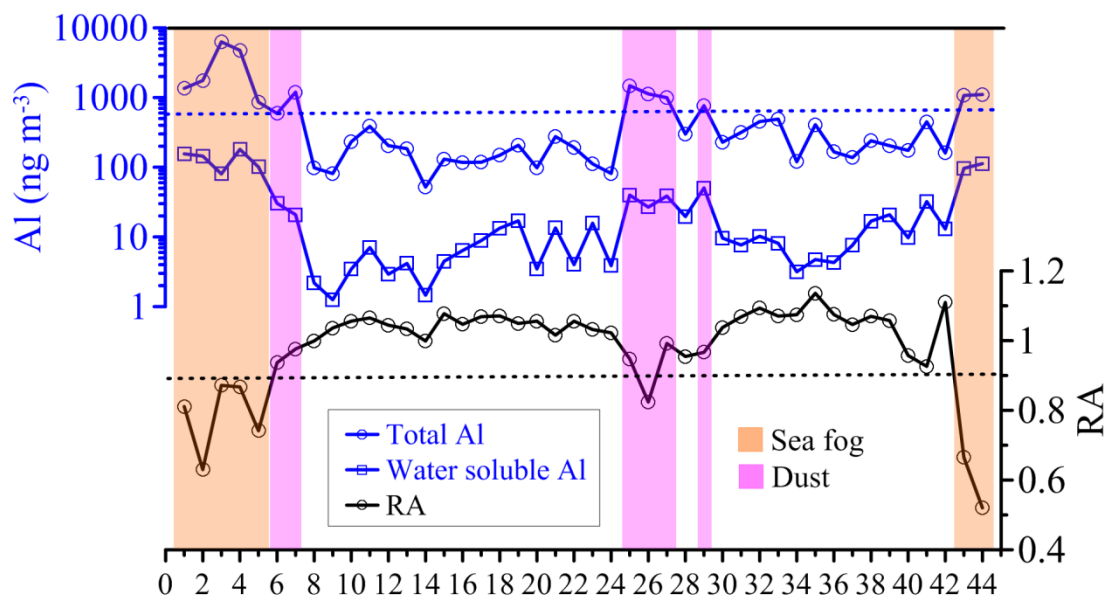 10000
1000
100
10
1
Al (ng m⁻³)
1.2
1
0.8
0.6
0.4
RA
Total Al
Water soluble Al
RA
Sea fog
Dust
0 2 4 6 8 10 12 14 16 18 20 22 24 26 28 30 32 34 36 38 40 42 44